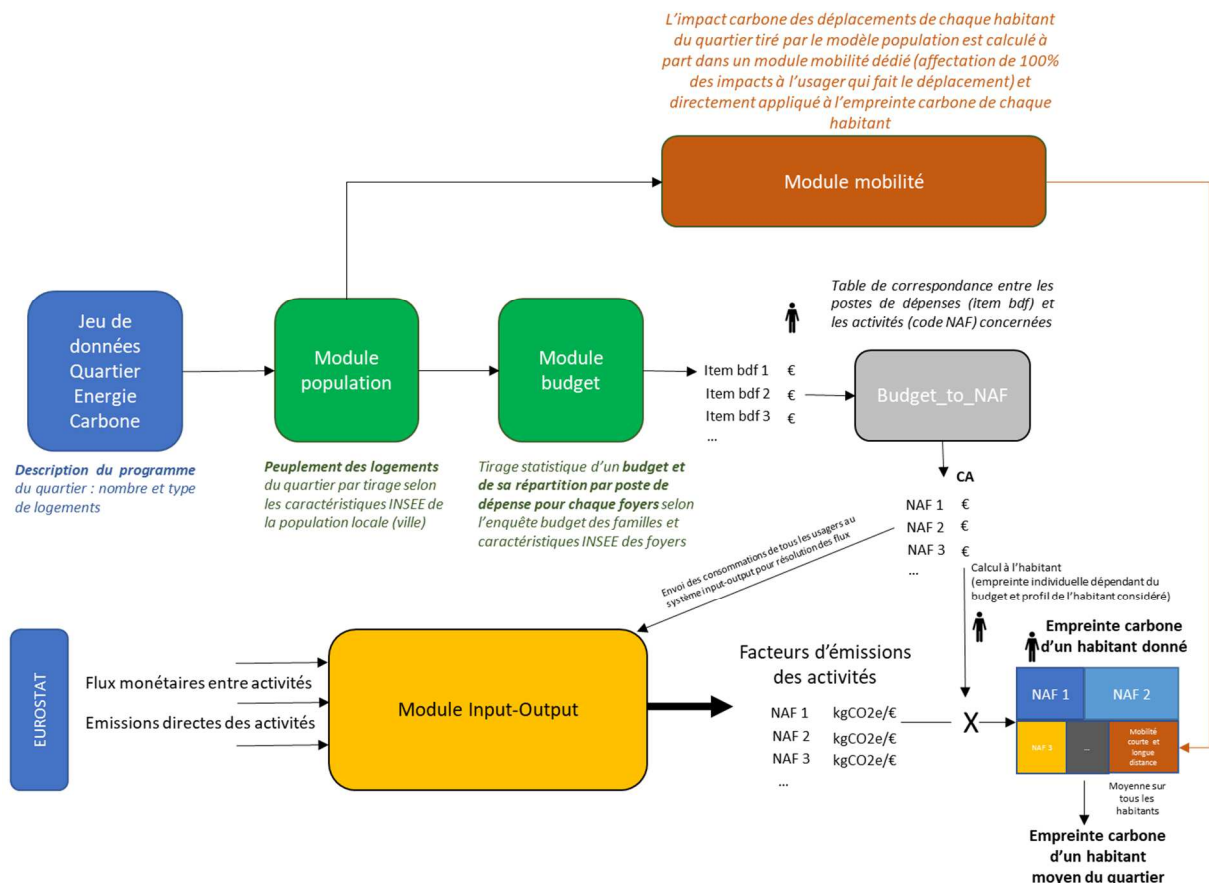 L'impact carbone des déplacements de chaque habitant
du quartier tiré par le modèle population est calculé à
part dans un module mobilité dédié (affectation de 100%
des impacts à l'usager qui fait le déplacement) et
directement appliqué à l'empreinte carbone de chaque
habitant
Module mobilité
Jeu de
données
Quartier
Energie
Carbone
Description du programme
du quartier : nombre et type
de logements
Module
population
Peuplement des logements
du quartier par tirage selon
les caractéristiques INSEE de
la population locale (ville)
Module
budget
Tirage statistique d'un budget et
de sa répartition par poste de
dépense pour chaque foyers selon
l'enquête budget des familles et
caractéristiques INSEE des foyers
Item bdf 1 €
Item bdf 2 €
Item bdf 3 €
...
Table de correspondance entre les
postes de dépenses (item bdf) et
les activités (code NAF) concernées
Budget_to_NAF
CA
NAF 1 €
NAF 2 €
NAF 3 €
...
Envoi des consommations de tous les usagers au
système input-output pour résolution des flux
Calcul à l'habitant
(empreinte individuelle dépendant du
budget et profil de l'habitant considéré)
EUROSTAT
Flux monétaires entre activités
Emissions directes des activités
Module Input-Output
Facteurs d'émissions
des activités
NAF 1 kgCO2e/€
NAF 2 kgCO2e/€
NAF 3 kgCO2e/€
...
X
Empreinte carbone
d'un habitant donné
NAF 1 NAF 2
NAF 3 ... Mobilité
courte et
longue
distance
Moyenne sur
tous les
habitants
Empreinte carbone
d'un habitant
moyen du quartier